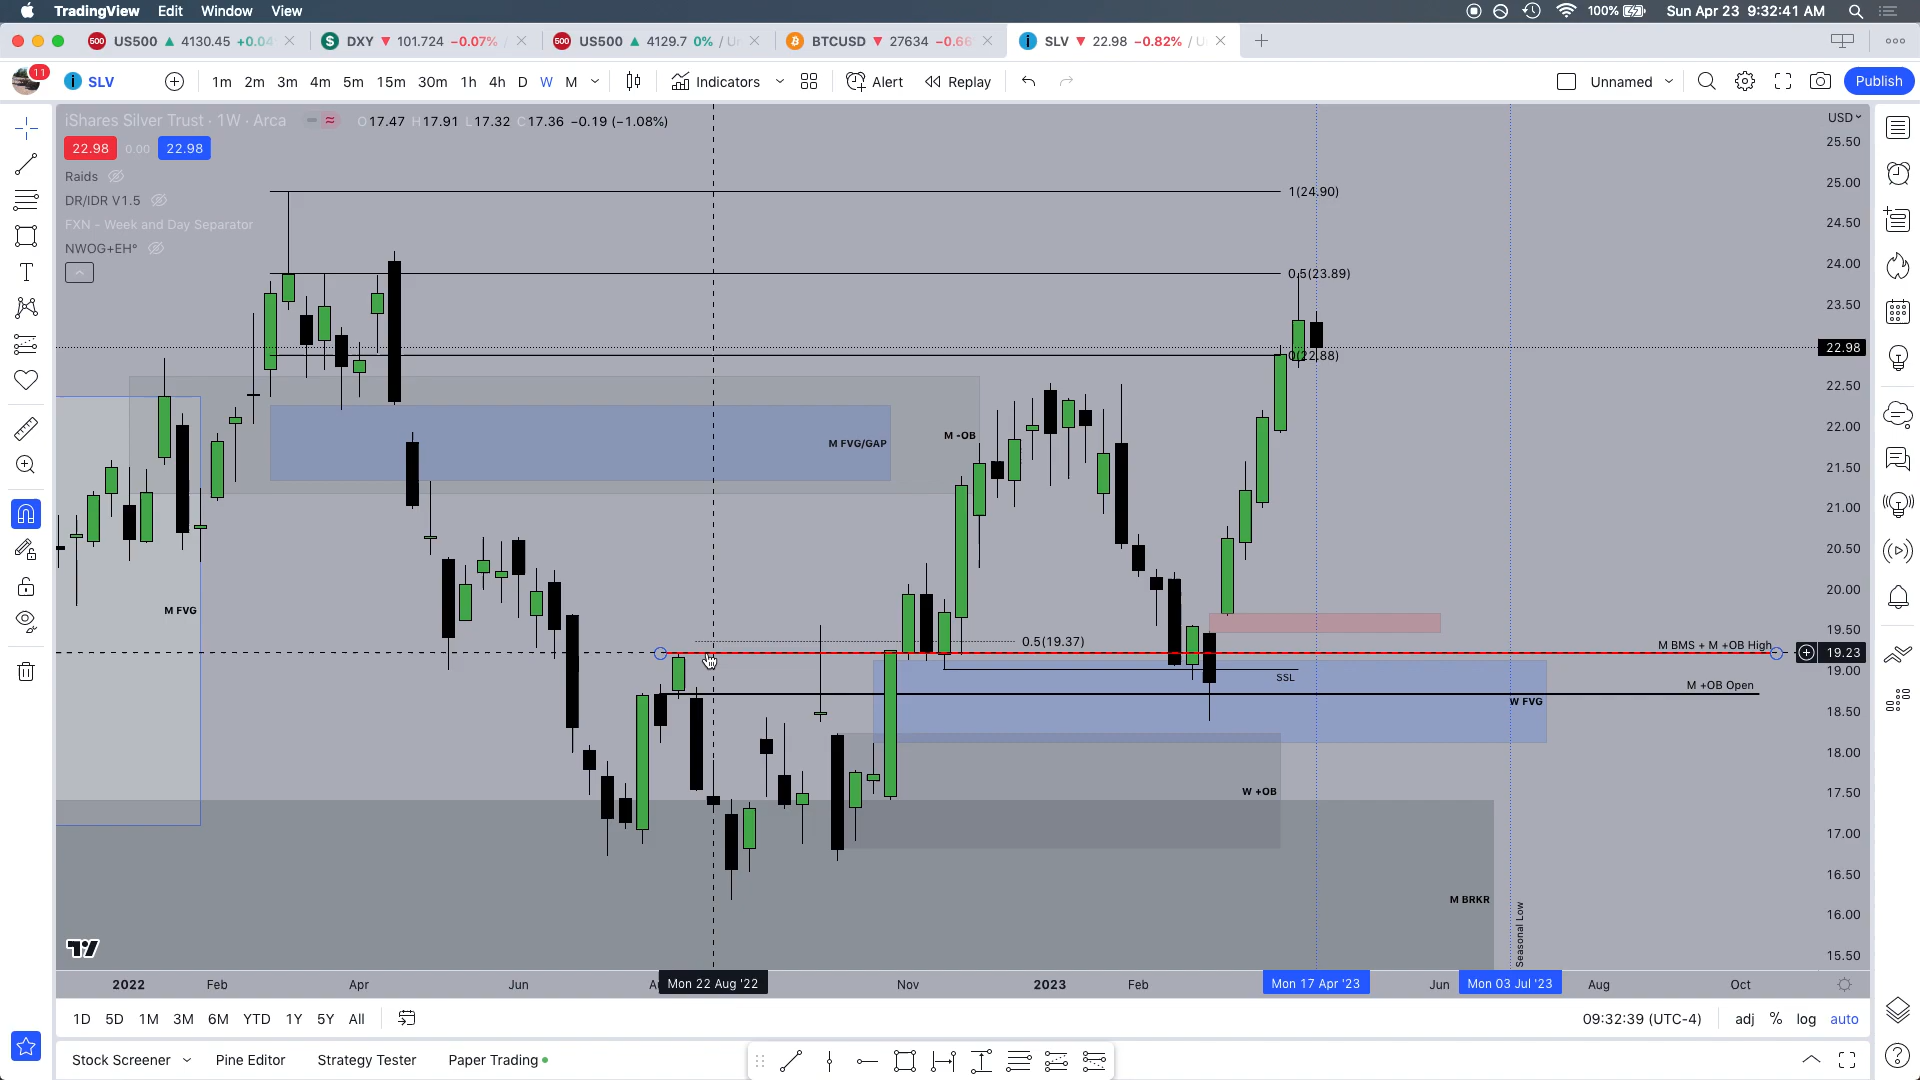 TradingView Edit Window View 100% Sun Apr 23 9:32:41 AM
500 US500 ▲ 4130.45 +0.04
$ DXY ▼ 101.724 −0.07% /
500 US500 ▲ 4129.7 0% / Un
BTCUSD ▼ 27634 −0.66
SLV ▼ 22.98 −0.82% / U
11 SLV 1m 2m 3m 4m 5m 15m 30m 1h 4h D W M Indicators Alert Replay Unnamed Publish
iShares Silver Trust · 1W · Arca O17.47 H17.91 L17.32 C17.36 −0.19 (−1.08%)
22.98 0.00 22.98
Raids
DR/IDR V1.5
FXN - Week and Day Separator
NWOG+EH°
USD
25.50
25.00
24.50
24.00
23.50
22.98
22.50
22.00
21.50
21.00
20.50
20.00
19.50
19.23
19.00
18.50
18.00
17.50
17.00
16.50
16.00
15.50
1(24.90)
0.5(23.89)
0(22.88)
M FVG/GAP
M -OB
M FVG
0.5(19.37)
M BMS + M +OB High
SSL
M +OB Open
W FVG
W +OB
M BRKR
Seasonal Low
2022 Feb Apr Jun Mon 22 Aug '22 Nov 2023 Feb Mon 17 Apr '23 Jun Mon 03 Jul '23 Aug Oct
1D 5D 1M 3M 6M YTD 1Y 5Y All 09:32:39 (UTC-4) adj % log auto
Stock Screener Pine Editor Strategy Tester Paper Trading